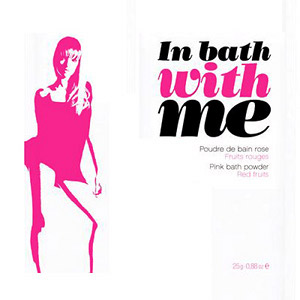 In bath
with
me
Poudre de bain rose
Fruits rouges
Pink bath powder
Red fruits
25g 0.88oz e